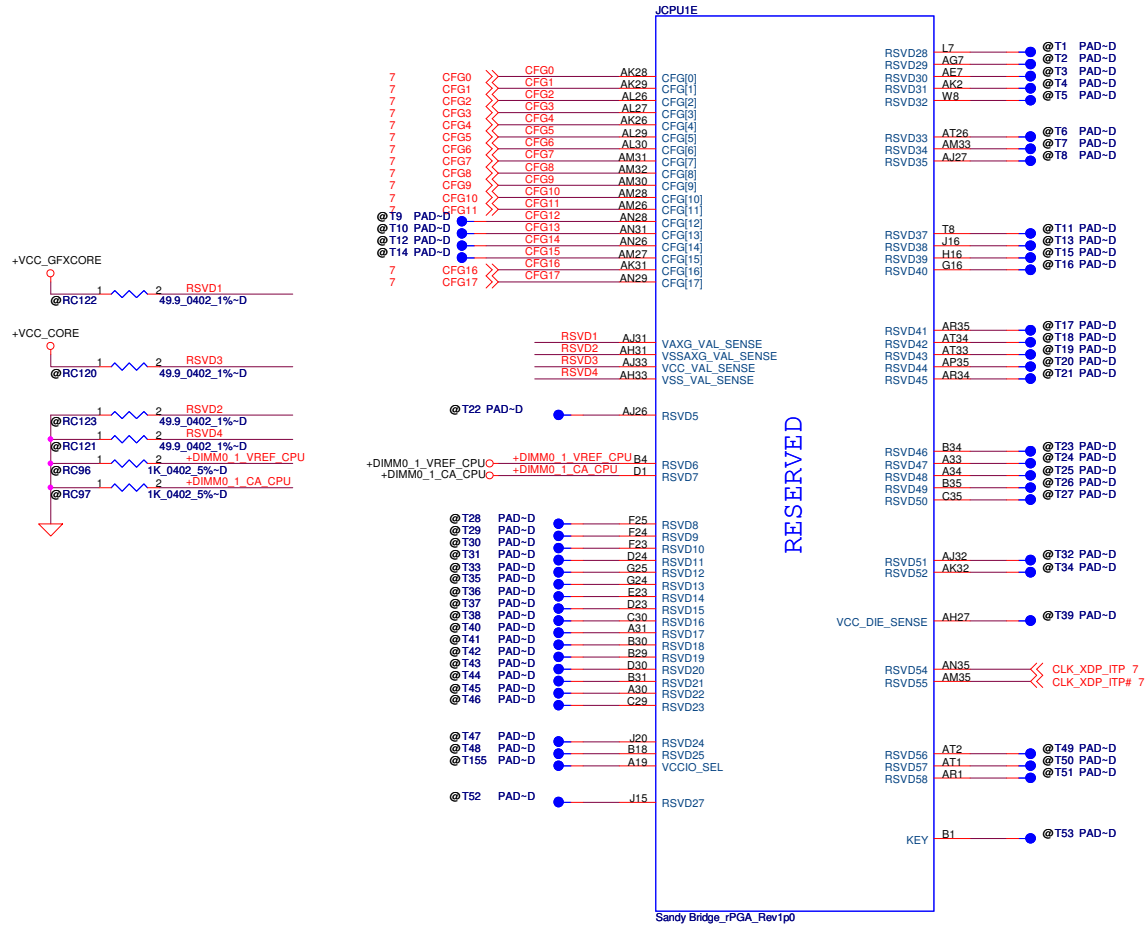 JCPU1E
7 CFG0 CFG0 AK28 CFG[0]
7 CFG1 CFG1 AK29 CFG[1]
7 CFG2 CFG2 AL26 CFG[2]
7 CFG3 CFG3 AL27 CFG[3]
7 CFG4 CFG4 AK26 CFG[4]
7 CFG5 CFG5 AL29 CFG[5]
7 CFG6 CFG6 AL30 CFG[6]
7 CFG7 CFG7 AM31 CFG[7]
7 CFG8 CFG8 AM32 CFG[8]
7 CFG9 CFG9 AM30 CFG[9]
7 CFG10 CFG10 AM28 CFG[10]
7 CFG11 CFG11 AM26 CFG[11]
@T9 PAD~D CFG12 AN28 CFG[12]
@T10 PAD~D CFG13 AN31 CFG[13]
@T12 PAD~D CFG14 AN26 CFG[14]
@T14 PAD~D CFG15 AM27 CFG[15]
7 CFG16 CFG16 AK31 CFG[16]
7 CFG17 CFG17 AN29 CFG[17]
+VCC_GFXCORE
1 2 RSVD1
@RC122 49.9_0402_1%~D
+VCC_CORE
1 2 RSVD3
@RC120 49.9_0402_1%~D
1 2 RSVD2
@RC123 49.9_0402_1%~D
1 2 RSVD4
@RC121 49.9_0402_1%~D
1 2 +DIMM0_1_VREF_CPU
@RC96 1K_0402_5%~D
1 2 +DIMM0_1_CA_CPU
@RC97 1K_0402_5%~D
RSVD1 AJ31 VAXG_VAL_SENSE
RSVD2 AH31 VSSAXG_VAL_SENSE
RSVD3 AJ33 VCC_VAL_SENSE
RSVD4 AH33 VSS_VAL_SENSE
@T22 PAD~D AJ26 RSVD5
+DIMM0_1_VREF_CPU +DIMM0_1_VREF_CPU B4 RSVD6
+DIMM0_1_CA_CPU +DIMM0_1_CA_CPU D1 RSVD7
@T28 PAD~D F25 RSVD8
@T29 PAD~D F24 RSVD9
@T30 PAD~D F23 RSVD10
@T31 PAD~D D24 RSVD11
@T33 PAD~D G25 RSVD12
@T35 PAD~D G24 RSVD13
@T36 PAD~D E23 RSVD14
@T37 PAD~D D23 RSVD15
@T38 PAD~D C30 RSVD16
@T40 PAD~D A31 RSVD17
@T41 PAD~D B30 RSVD18
@T42 PAD~D B29 RSVD19
@T43 PAD~D D30 RSVD20
@T44 PAD~D B31 RSVD21
@T45 PAD~D A30 RSVD22
@T46 PAD~D C29 RSVD23
@T47 PAD~D J20 RSVD24
@T48 PAD~D B18 RSVD25
@T155 PAD~D A19 VCCIO_SEL
@T52 PAD~D J15 RSVD27
RESERVED
RSVD28 L7 @T1 PAD~D
RSVD29 AG7 @T2 PAD~D
RSVD30 AE7 @T3 PAD~D
RSVD31 AK2 @T4 PAD~D
RSVD32 W8 @T5 PAD~D
RSVD33 AT26 @T6 PAD~D
RSVD34 AM33 @T7 PAD~D
RSVD35 AJ27 @T8 PAD~D
RSVD37 T8 @T11 PAD~D
RSVD38 J16 @T13 PAD~D
RSVD39 H16 @T15 PAD~D
RSVD40 G16 @T16 PAD~D
RSVD41 AR35 @T17 PAD~D
RSVD42 AT34 @T18 PAD~D
RSVD43 AT33 @T19 PAD~D
RSVD44 AP35 @T20 PAD~D
RSVD45 AR34 @T21 PAD~D
RSVD46 B34 @T23 PAD~D
RSVD47 A33 @T24 PAD~D
RSVD48 A34 @T25 PAD~D
RSVD49 B35 @T26 PAD~D
RSVD50 C35 @T27 PAD~D
RSVD51 AJ32 @T32 PAD~D
RSVD52 AK32 @T34 PAD~D
VCC_DIE_SENSE AH27 @T39 PAD~D
RSVD54 AN35 CLK_XDP_ITP 7
RSVD55 AM35 CLK_XDP_ITP# 7
RSVD56 AT2 @T49 PAD~D
RSVD57 AT1 @T50 PAD~D
RSVD58 AR1 @T51 PAD~D
KEY B1 @T53 PAD~D
Sandy Bridge_rPGA_Rev1p0